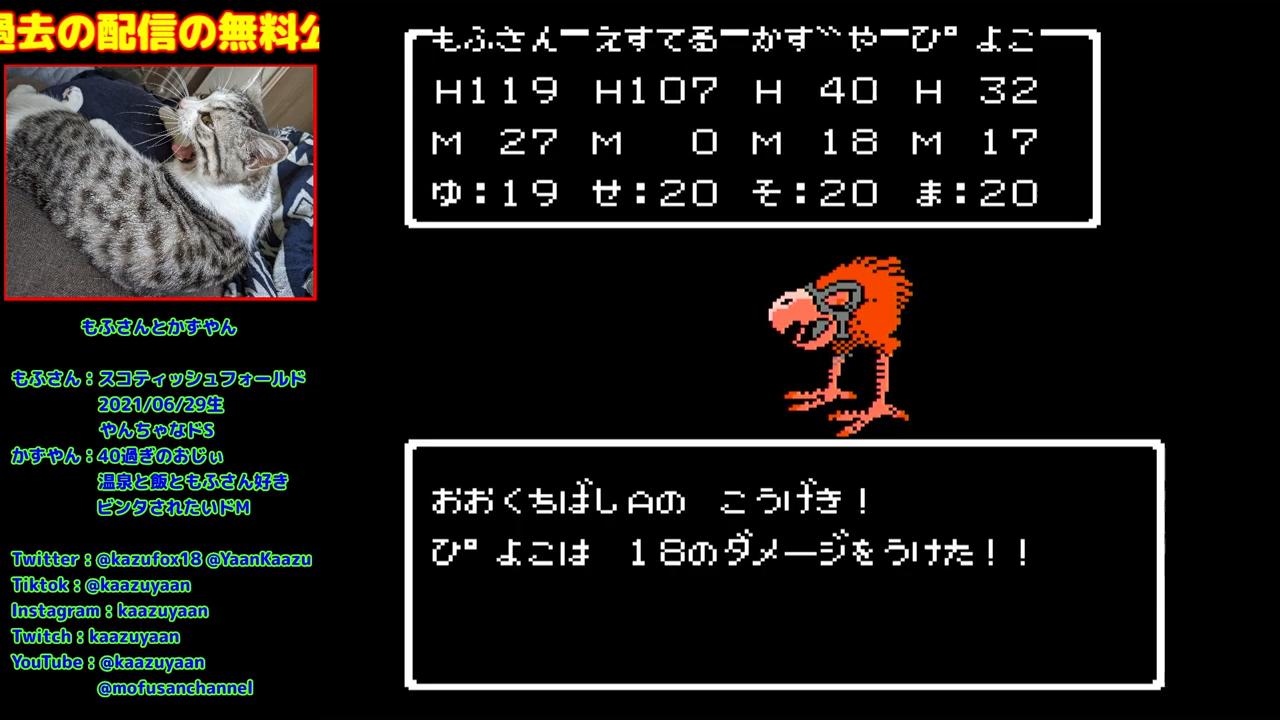 過去の配信の無料公
もふさんとかずやん
もふさん：スコティッシュフォールド
2021/06/29生
やんちゃなドS
かずやん：40過ぎのおじぃ
温泉と飯ともふさん好き
ビンタされたいドM
Twitter：@kazufox18 @YaanKaazu
Tiktok：@kaazuyaan
Instagram：kaazuyaan
Twitch：kaazuyaan
YouTube：@kaazuyaan
@mofusanchannel
もふさん えすてる かずや ぴよこ
H119 H107 H 40 H 32
M 27 M 0 M 18 M 17
ゆ:19 せ:20 そ:20 ま:20
おおくちばしAの こうげき！
ぴよこは 18のダメージをうけた！！